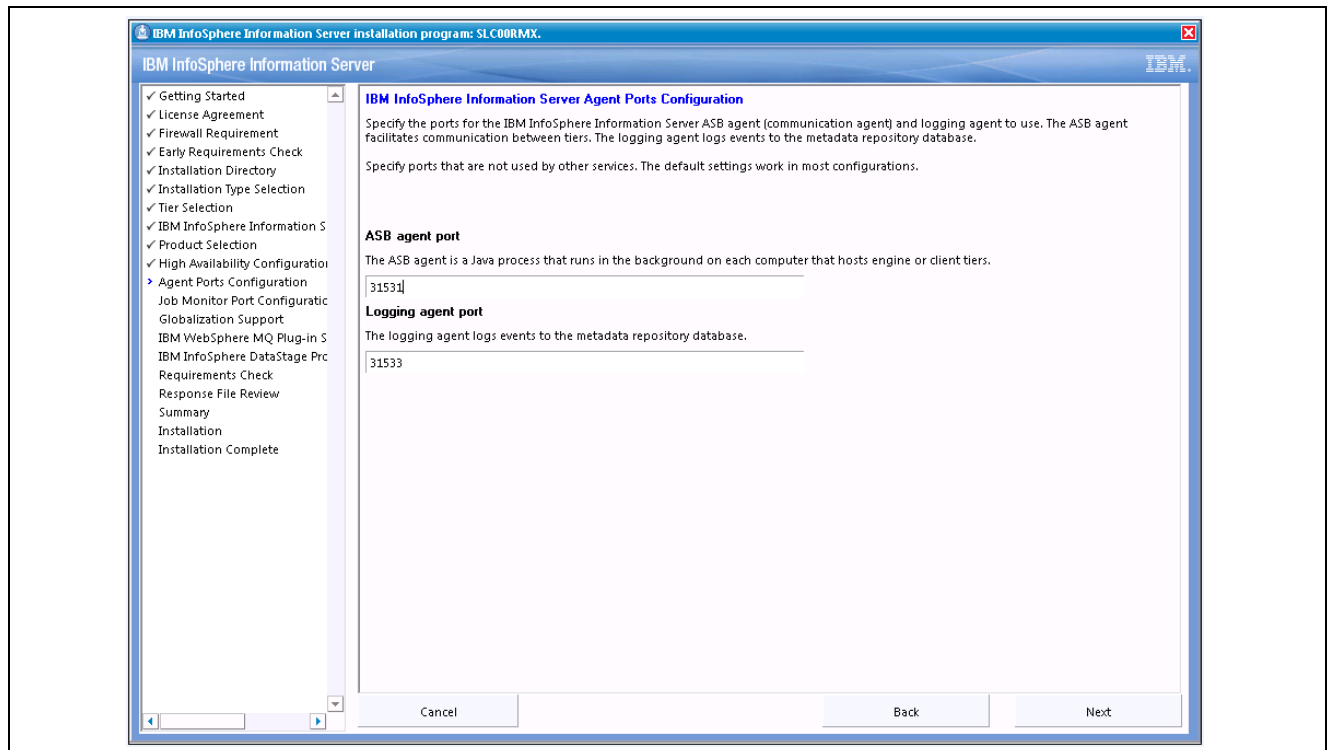 IBM InfoSphere Information Server installation program: SLC00RMX.
IBM InfoSphere Information Server
IBM.
✓ Getting Started
✓ License Agreement
✓ Firewall Requirement
✓ Early Requirements Check
✓ Installation Directory
✓ Installation Type Selection
✓ Tier Selection
✓ IBM InfoSphere Information S
✓ Product Selection
✓ High Availability Configuration
> Agent Ports Configuration
Job Monitor Port Configuratic
Globalization Support
IBM WebSphere MQ Plug-in S
IBM InfoSphere DataStage Pro
Requirements Check
Response File Review
Summary
Installation
Installation Complete
IBM InfoSphere Information Server Agent Ports Configuration
Specify the ports for the IBM InfoSphere Information Server ASB agent (communication agent) and logging agent to use. The ASB agent
facilitates communication between tiers. The logging agent logs events to the metadata repository database.
Specify ports that are not used by other services. The default settings work in most configurations.
ASB agent port
The ASB agent is a Java process that runs in the background on each computer that hosts engine or client tiers.
31531
Logging agent port
The logging agent logs events to the metadata repository database.
31533
Cancel
Back
Next